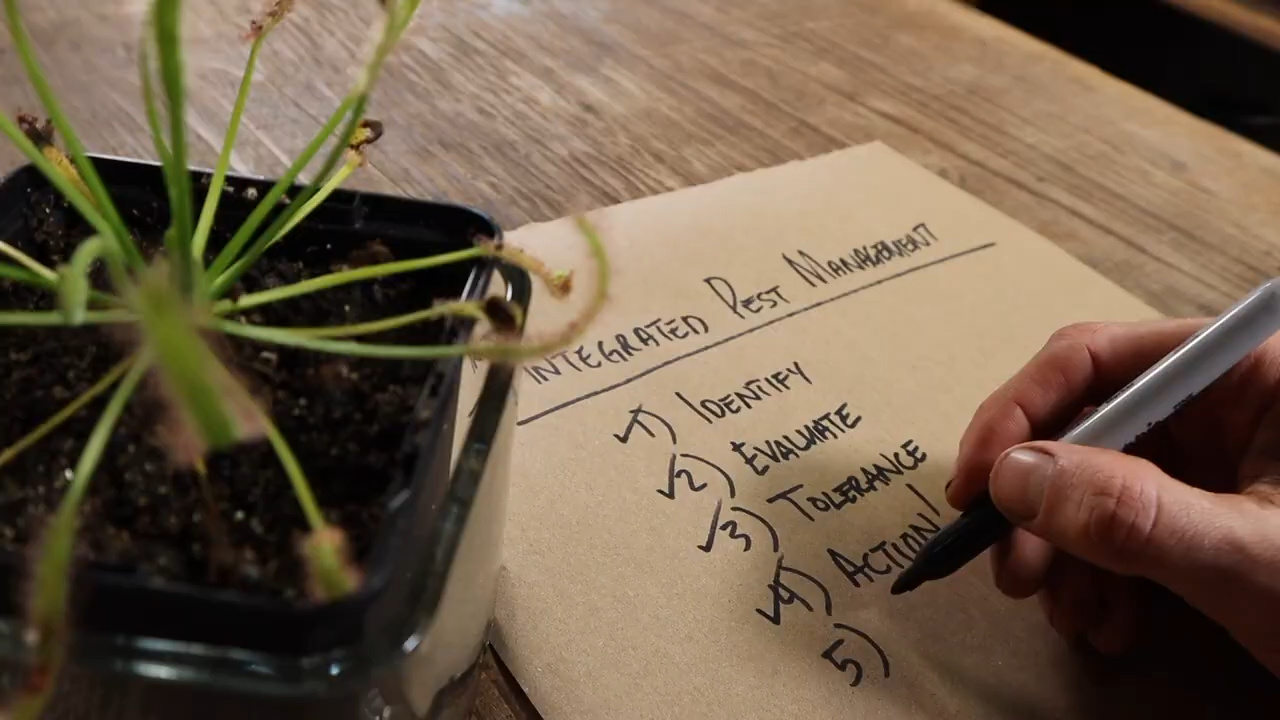 INTEGRATED PEST MANAGEMENT
✓1) IDENTIFY
✓2) EVALUATE
✓3) TOLERANCE
✓4) ACTION!
5)